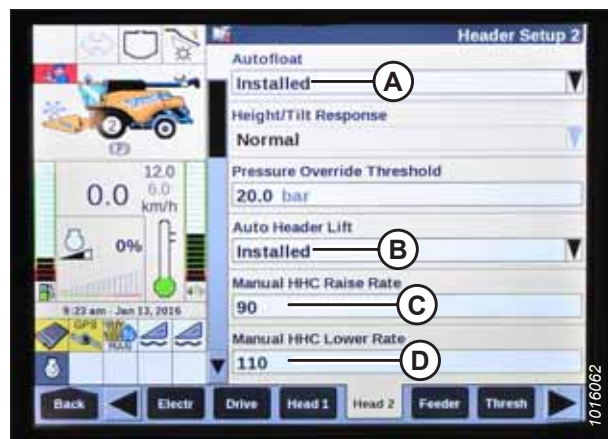 Header Setup 2
Autofloat
Installed
A
Height/Tilt Response
Normal
Pressure Override Threshold
20.0 bar
Auto Header Lift
Installed
B
Manual HHC Raise Rate
90
C
Manual HHC Lower Rate
110
D
2
(P)
12.0
0.0
6.0
km/h
0%
9:23 am - Jan 13, 2016
GPS
Back
Electr
Drive
Head 1
Head 2
Feeder
Thresh
1016062